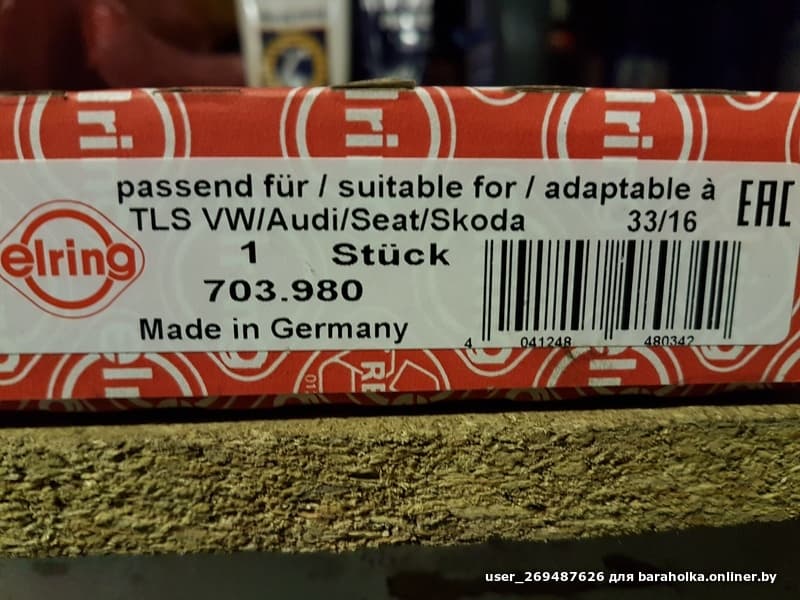 passend für / suitable for / adaptable à
EAC
TLS VW/Audi/Seat/Skoda 33/16
elring
1 Stück
703.980
Made in Germany
4 041248 480342
user_269487626 для baraholka.onliner.by